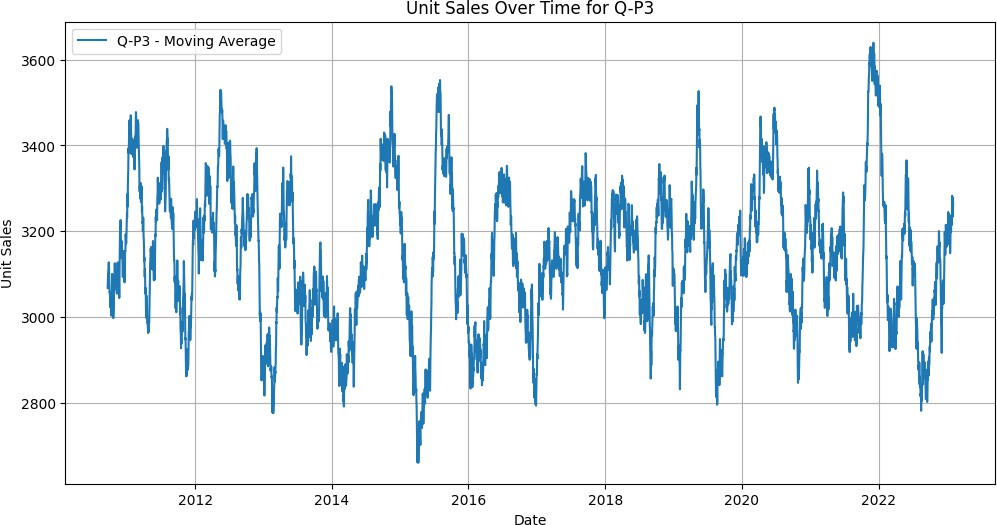 Unit Sales Over Time for Q-P3
Q-P3 - Moving Average
Unit Sales
3600
3400
3200
3000
2800
2012 2014 2016 2018 2020 2022
Date